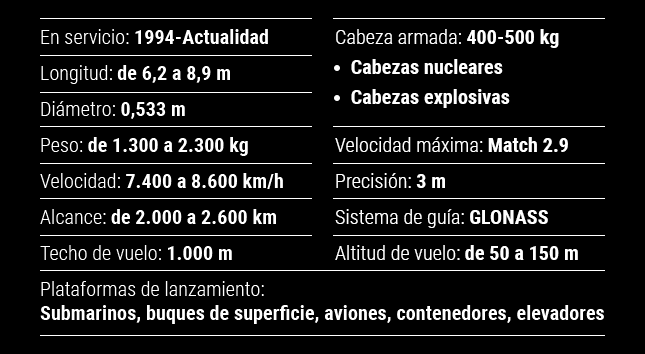 En servicio: 1994-Actualidad
Longitud: de 6,2 a 8,9 m
Diámetro: 0,533 m
Peso: de 1.300 a 2.300 kg
Velocidad: 7.400 a 8.600 km/h
Alcance: de 2.000 a 2.600 km
Techo de vuelo: 1.000 m
Cabeza armada: 400-500 kg
• Cabezas nucleares
• Cabezas explosivas
Velocidad máxima: Match 2.9
Precisión: 3 m
Sistema de guía: GLONASS
Altitud de vuelo: de 50 a 150 m
Plataformas de lanzamiento:
Submarinos, buques de superficie, aviones, contenedores, elevadores